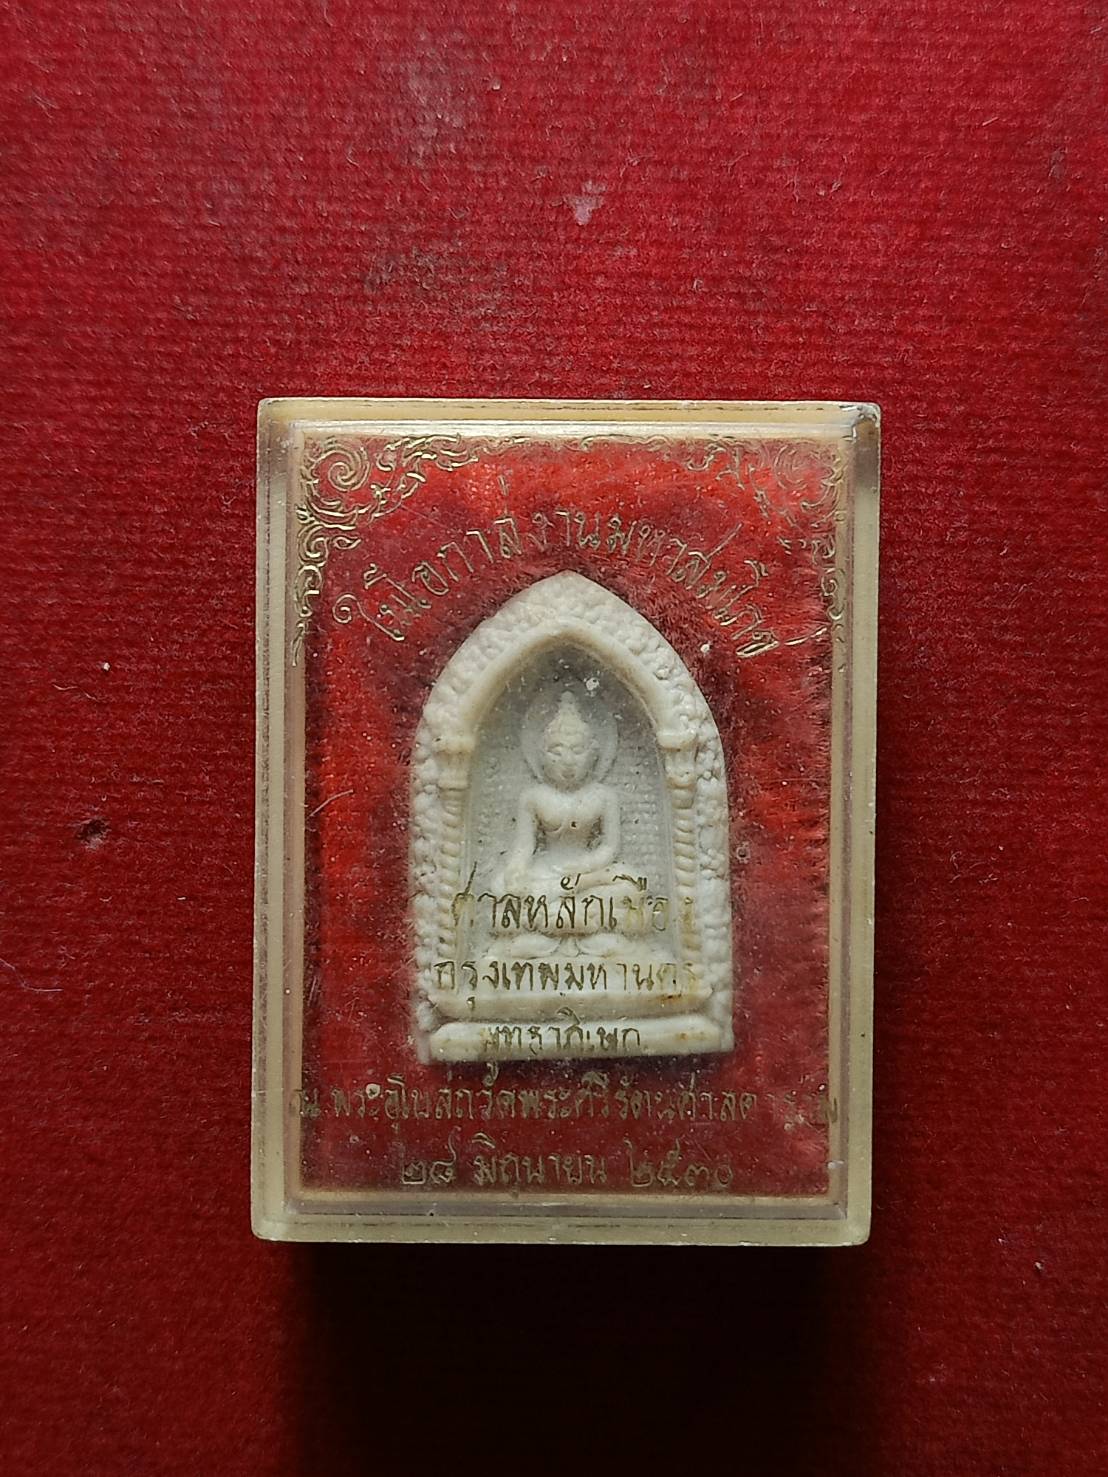 เนื่องานมหาสมโภช
ศาลหลักเมือง
กรุงเทพมหานคร
พุทธาภิเษก
ณ พระอุโบสถวัดพระศรีรัตนศาสดาราม
๒๘ มิถุนายน ๒๕๓๐